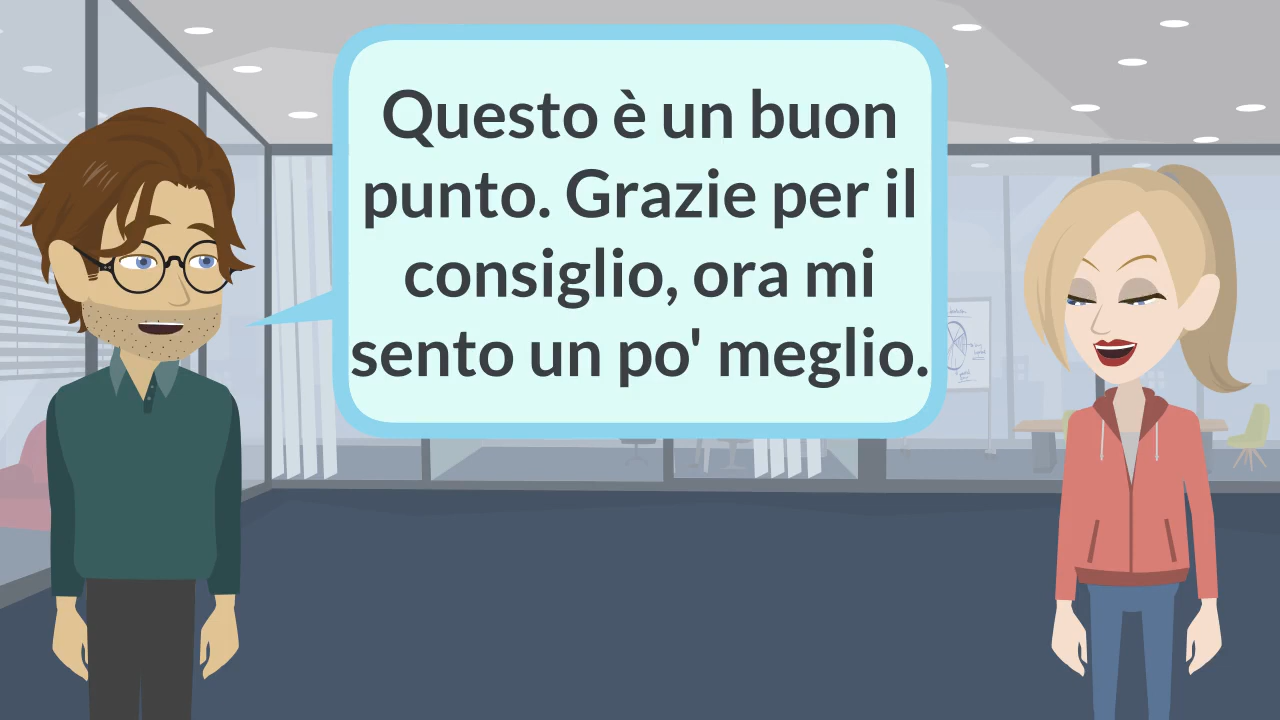 Questo è un buon
punto. Grazie per il
consiglio, ora mi
sento un po' meglio.